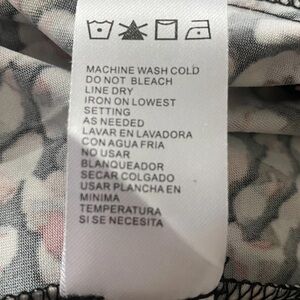 MACHINE WASH COLD
DO NOT BLEACH
LINE DRY
IRON ON LOWEST
SETTING
AS NEEDED
LAVAR EN LAVADORA
CON AGUA FRIA
NO USAR
BLANQUEADOR
SECAR COLGADO
USAR PLANCHA EN
MINIMA
TEMPERATURA
SI SE NECESITA